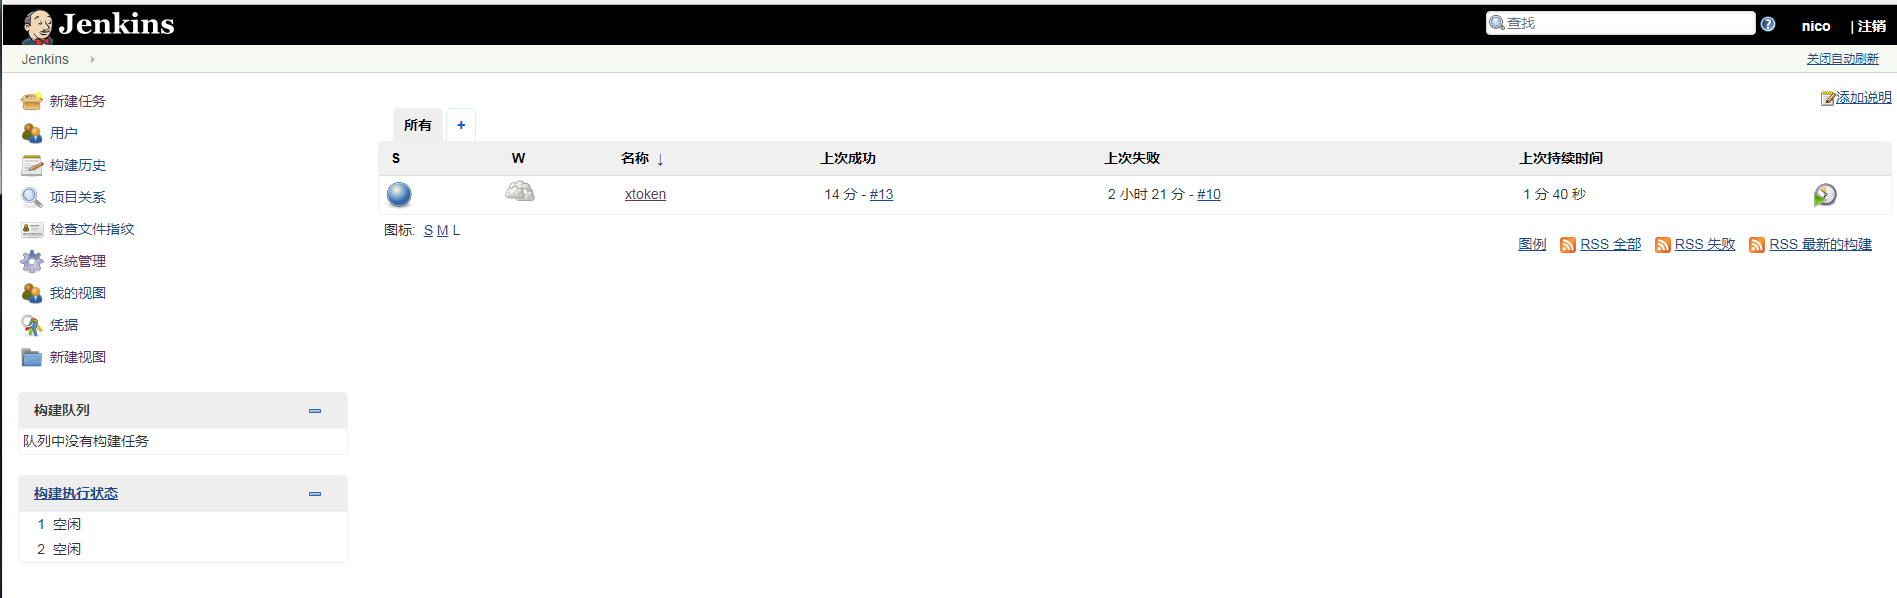 Jenkins
查找
nico | 注销
Jenkins
关闭自动刷新
新建任务
用户
构建历史
项目关系
检查文件指纹
系统管理
我的视图
凭据
新建视图
构建队列
队列中没有构建任务
构建执行状态
1 空闲
2 空闲
添加说明
所有 +
S W 名称 ↓ 上次成功 上次失败 上次持续时间
xtoken 14 分 - #13 2 小时 21 分 - #10 1 分 40 秒
图标: S M L
图例 RSS 全部 RSS 失败 RSS 最新的构建